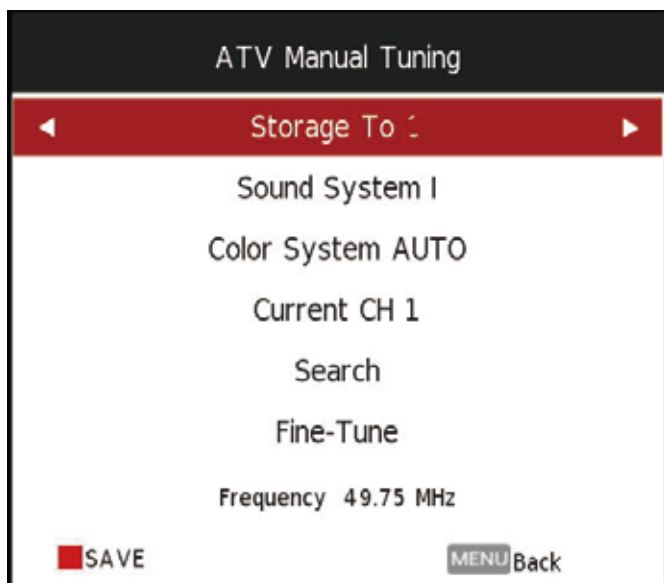 ATV Manual Tuning
Storage To
Sound System I
Color System AUTO
Current CH 1
Search
Fine-Tune
Frequency 49.75 MHz
SAVE MENU Back